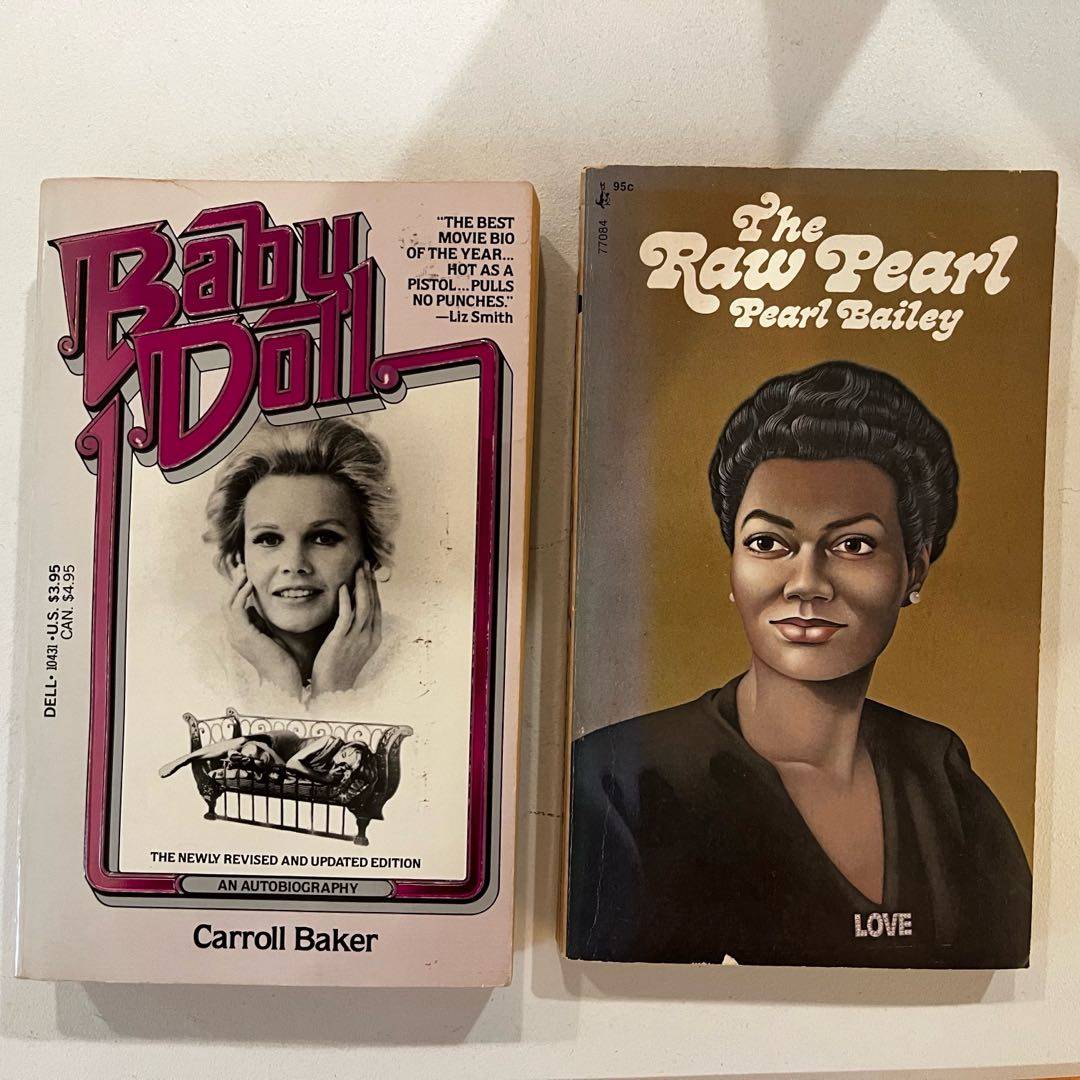 Baby
Doll
"THE BEST
MOVIE BIO
OF THE YEAR...
HOT AS A
PISTOL...PULLS
NO PUNCHES."
—Liz Smith
DELL • 10431 • U.S. $3.95
CAN. $4.95
THE NEWLY REVISED AND UPDATED EDITION
AN AUTOBIOGRAPHY
Carroll Baker
95c
77084
The
Raw Pearl
Pearl Bailey
LOVE